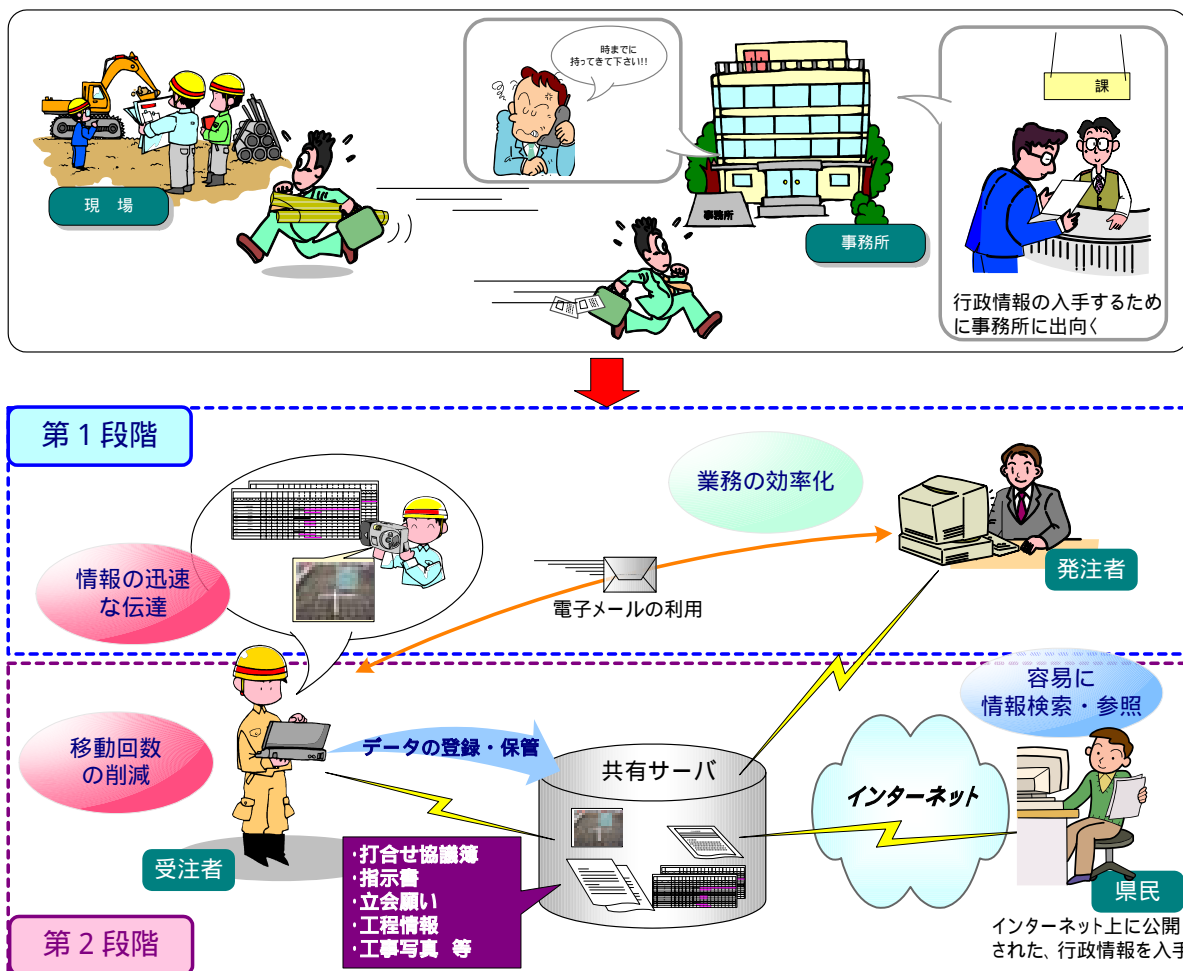 時までに
持ってきて下さい!!
課
現 場
事務所
事務所
行政情報の入手するため
に事務所に出向く
第１段階
業務の効率化
情報の迅速
な伝達
電子メールの利用
発注者
容易に
情報検索・参照
移動回数
の削減
データの登録・保管
共有サーバ
インターネット
受注者
・打合せ協議簿
・指示書
・立会願い
・工程情報
・工事写真 等
県民
インターネット上に公開
された、行政情報を入手
第２段階